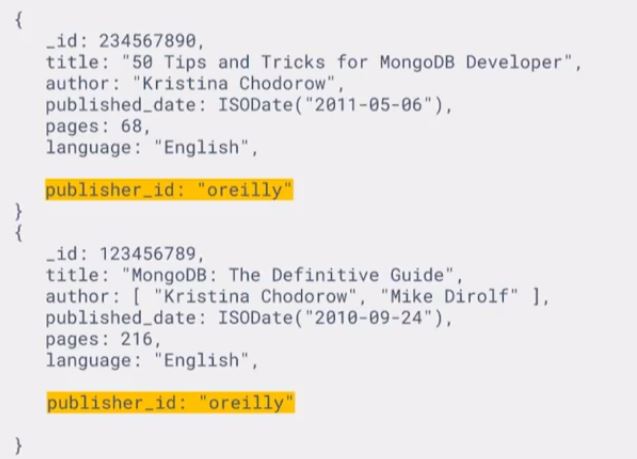 {
_id: 234567890,
title: "50 Tips and Tricks for MongoDB Developer",
author: "Kristina Chodorow",
published_date: ISODate("2011-05-06"),
pages: 68,
language: "English",
publisher_id: "oreilly"
}
{
_id: 123456789,
title: "MongoDB: The Definitive Guide",
author: [ "Kristina Chodorow", "Mike Dirolf" ],
published_date: ISODate("2010-09-24"),
pages: 216,
language: "English",
publisher_id: "oreilly"
}